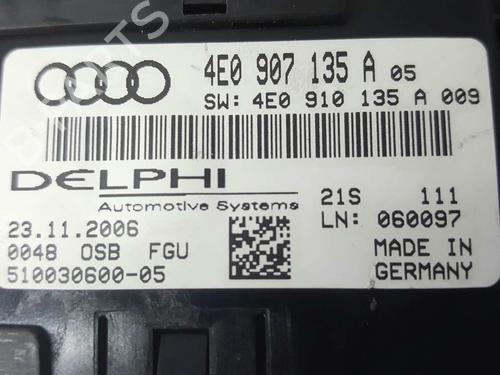 4E0 907 135 A 05
SW: 4E0 910 135 A 009
DELPHI
Automotive Systems
21S 111
LN: 060097
23.11.2006
0048 OSB FGU
510030600-05
MADE IN
GERMANY